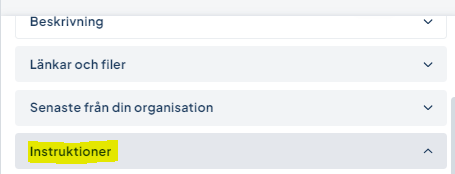 Beskrivning
Länkar och filer
Senaste från din organisation
Instruktioner